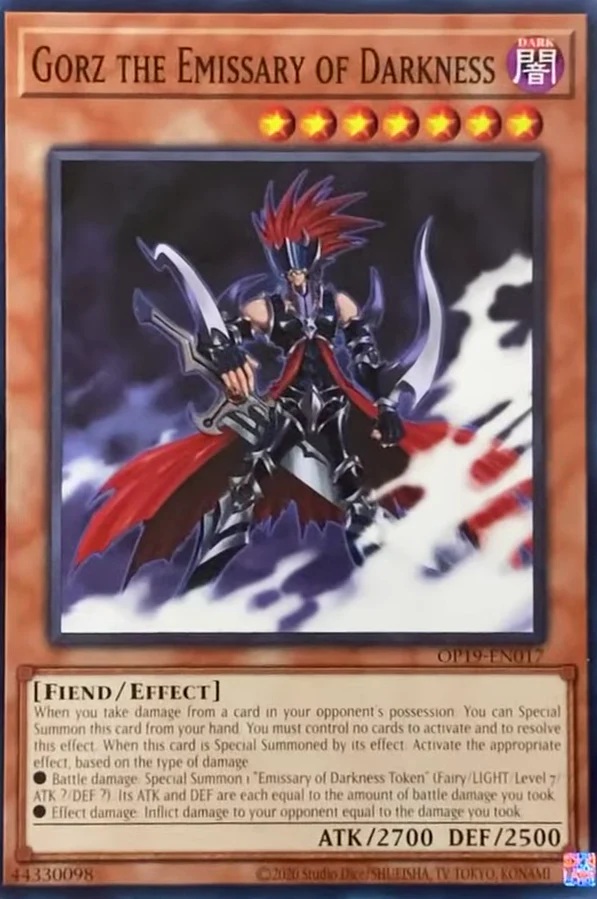 GORZ THE EMISSARY OF DARKNESS
DARK
闇
OP19-EN017
[FIEND/EFFECT]
When you take damage from a card in your opponent's possession: You can Special
Summon this card from your hand. You must control no cards to activate and to resolve
this effect. When this card is Special Summoned by its effect: Activate the appropriate
effect, based on the type of damage
● Battle damage: Special Summon 1 "Emissary of Darkness Token" (Fairy/LIGHT/Level 7/
ATK ?/DEF ?). Its ATK and DEF are each equal to the amount of battle damage you took.
● Effect damage: Inflict damage to your opponent equal to the damage you took.
ATK/2700 DEF/2500
44330098
©2020 Studio Dice/SHUEISHA, TV TOKYO, KONAMI